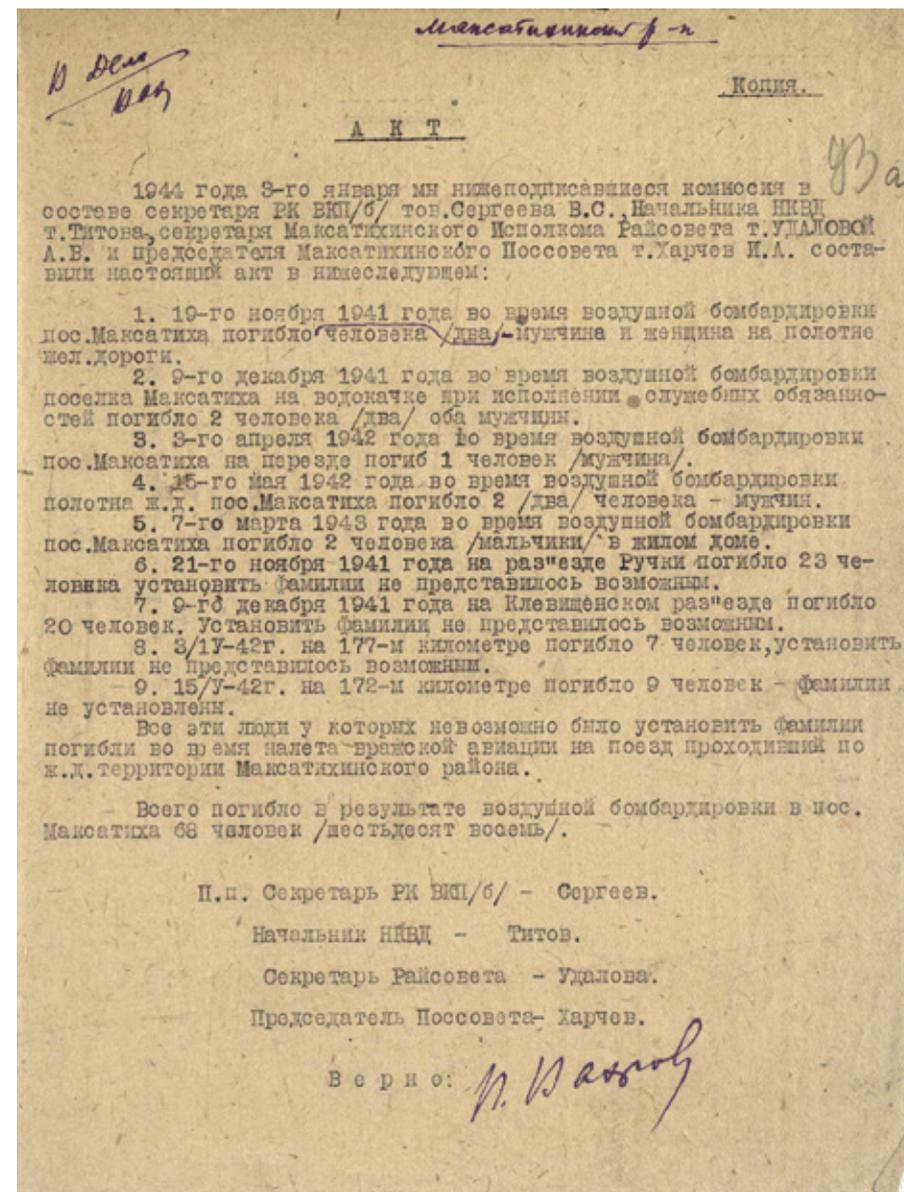 Максатихинский р-н
В дело
Копия.
А К Т
93а
1944 года 3-го января мы нижеподписавшиеся комиссия в
составе секретаря РК ВКП/б/ тов.Сергеева В.С.,Начальника НКВД
т.Титова,секретаря Максатихинского Исполкома Райсовета т.УДАЛОВОЙ
А.В. и председателя Максатихинского Поссовета т.Харчев И.А. соста-
вили настоящий акт в нижеследующем:
1. 19-го ноября 1941 года во время воздушной бомбардировки
пос.Максатиха погибло человека /два/-мужчина и женщина на полотне
жел.дороги.
2. 9-го декабря 1941 года во время воздушной бомбардировки
поселка Максатиха на водокачке при исполнении служебных обязанно-
стей погибло 2 человека /два/ оба мужчины.
3. 3-го апреля 1942 года во время воздушной бомбардировки
пос.Максатиха на перезде погиб 1 человек /мужчина/.
4. 15-го мая 1942 года во время воздушной бомбардировки
полотна ж.д. пос.Максатиха погибло 2 /два/ человека - мужчин.
5. 7-го марта 1943 года во время воздушной бомбардировки
пос.Максатиха погибло 2 человека /мальчики/ в жилом доме.
6. 21-го ноября 1941 года на раз"езде Ручки погибло 23 че-
ловека установить фамилии не представилось возможным.
7. 9-го декабря 1941 года на Клевищенском раз"езде погибло
20 человек. Установить фамилии не представилось возможным.
8. 3/1У-42г. на 177-м километре погибло 7 человек,установить
фамилии не представилось возможным.
9. 15/У-42г. на 172-м километре погибло 9 человек - фамилии
не установлены.
Все эти люди у которых невозможно было установить фамилии
погибли во время налета вражской авиации на поезд проходивший по
ж.д.территории Максатихинского района.
Всего погибло в результате воздушной бомбардировки в пос.
Максатиха 68 человек /шестьдесят восемь/.
П.п. Секретарь РК ВКП/б/ - Сергеев.
Начальник НКВД - Титов.
Секретарь Райсовета - Удалова.
Председатель Поссовета- Харчев.
В е р н о: